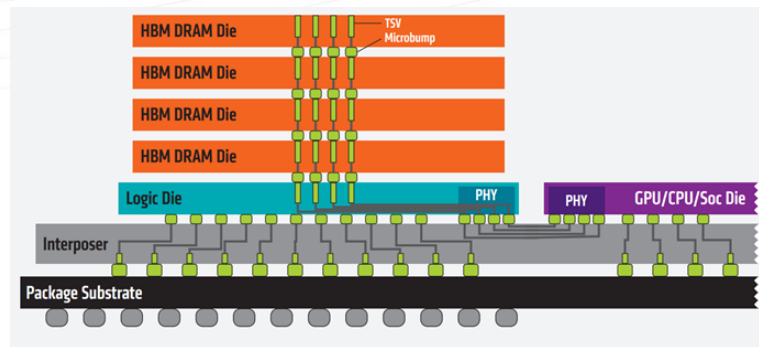 HBM DRAM Die
TSV
Microbump
HBM DRAM Die
HBM DRAM Die
HBM DRAM Die
Logic Die
PHY
PHY
GPU/CPU/Soc Die
Interposer
Package Substrate